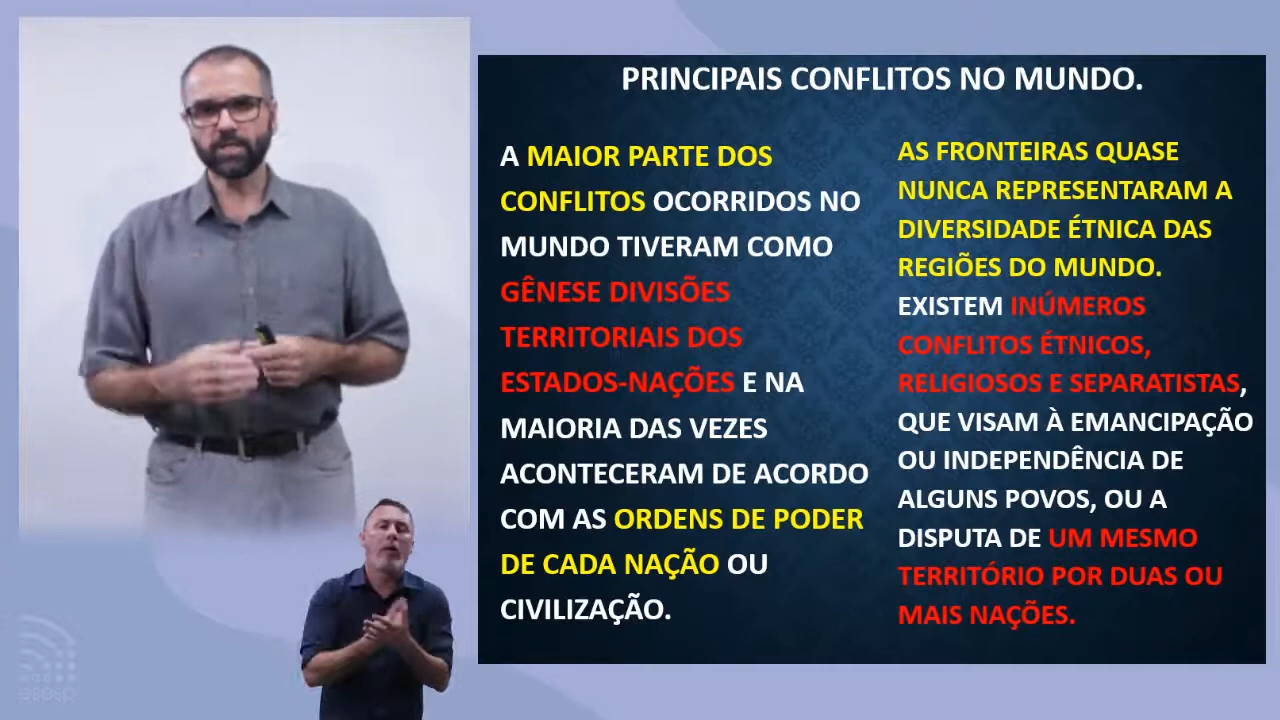 PRINCIPAIS CONFLITOS NO MUNDO.
A MAIOR PARTE DOS
CONFLITOS OCORRIDOS NO
MUNDO TIVERAM COMO
GÊNESE DIVISÕES
TERRITORIAIS DOS
ESTADOS-NAÇÕES E NA
MAIORIA DAS VEZES
ACONTECERAM DE ACORDO
COM AS ORDENS DE PODER
DE CADA NAÇÃO OU
CIVILIZAÇÃO.
AS FRONTEIRAS QUASE
NUNCA REPRESENTARAM A
DIVERSIDADE ÉTNICA DAS
REGIÕES DO MUNDO.
EXISTEM INÚMEROS
CONFLITOS ÉTNICOS,
RELIGIOSOS E SEPARATISTAS,
QUE VISAM À EMANCIPAÇÃO
OU INDEPENDÊNCIA DE
ALGUNS POVOS, OU A
DISPUTA DE UM MESMO
TERRITÓRIO POR DUAS OU
MAIS NAÇÕES.